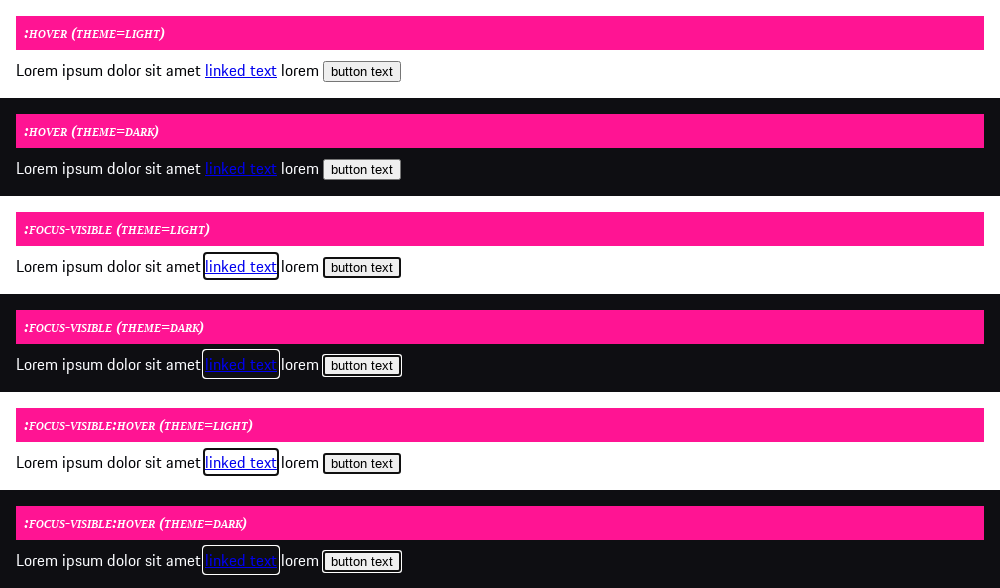 :hover (theme=light)
Lorem ipsum dolor sit amet linked text lorem button text
:hover (theme=dark)
Lorem ipsum dolor sit amet linked text lorem button text
:focus-visible (theme=light)
Lorem ipsum dolor sit amet linked text lorem button text
:focus-visible (theme=dark)
Lorem ipsum dolor sit amet linked text lorem button text
:focus-visible:hover (theme=light)
Lorem ipsum dolor sit amet linked text lorem button text
:focus-visible:hover (theme=dark)
Lorem ipsum dolor sit amet linked text lorem button text